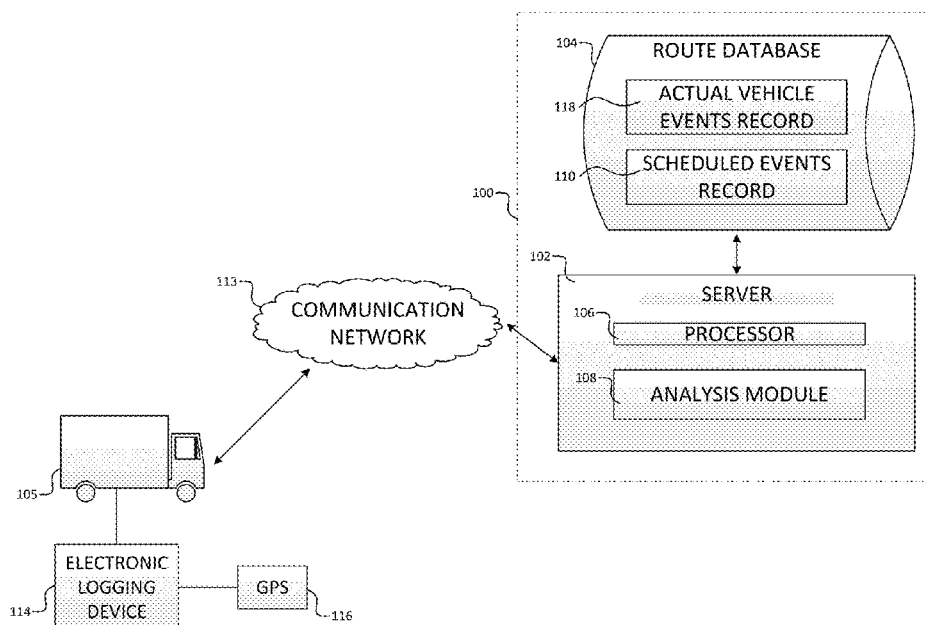 104
ROUTE DATABASE
118
ACTUAL VEHICLE
EVENTS RECORD
110
SCHEDULED EVENTS
RECORD
100
102
SERVER
106
PROCESSOR
108
ANALYSIS MODULE
113
COMMUNICATION
NETWORK
105
ELECTRONIC
LOGGING
DEVICE
114
GPS
116